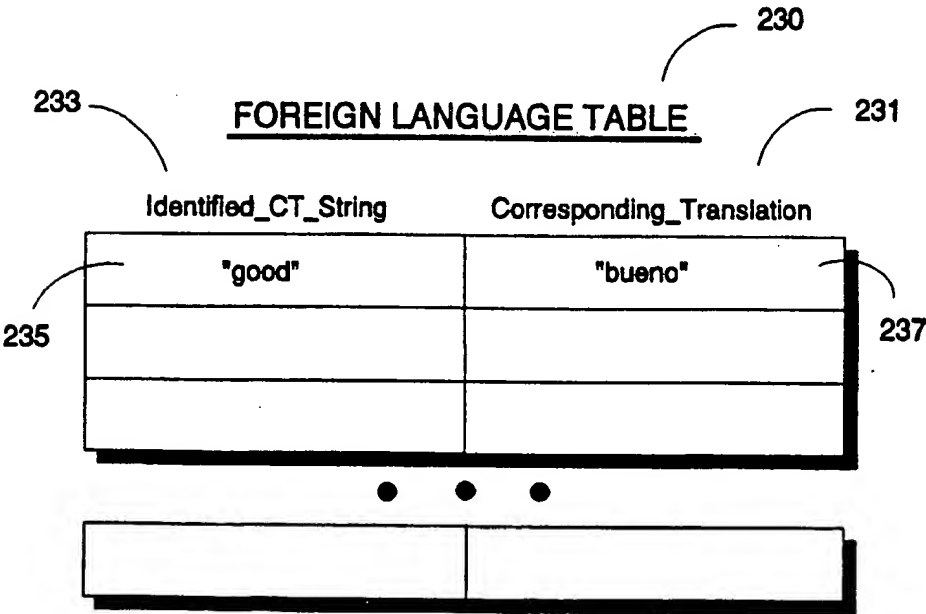 230
233
FOREIGN LANGUAGE TABLE
231
Identified_CT_String Corresponding_Translation
"good" "bueno"
235
237